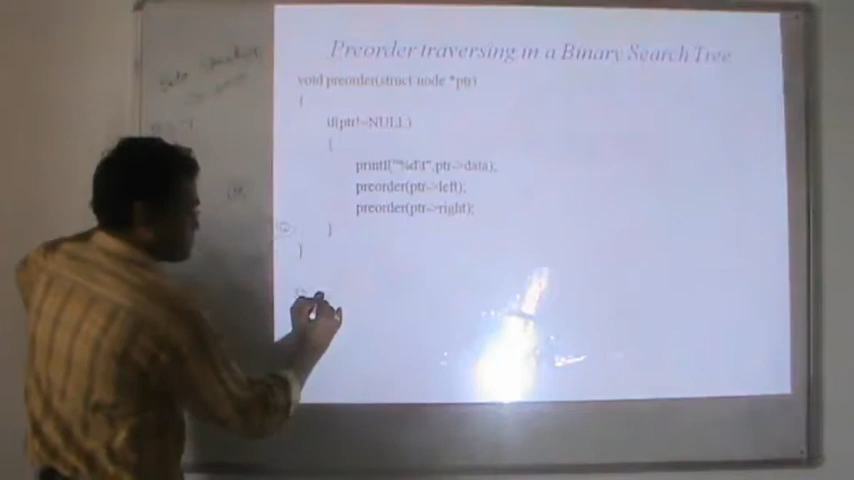 Preorder traversing in a Binary Search Tree
void preorder(struct node *ptr)
{
if(ptr!=NULL)
{
printf("%d\t",ptr->data);
preorder(ptr->left);
preorder(ptr->right);
}
}